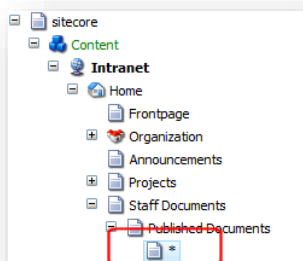 sitecore
Content
Intranet
Home
Frontpage
Organization
Announcements
Projects
Staff Documents
Published Documents
*